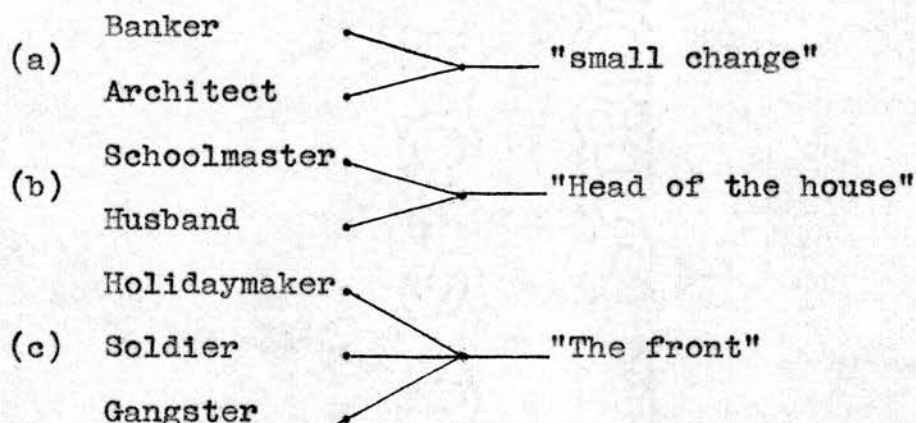 Banker
(a) "small change"
Architect
Schoolmaster
(b) "Head of the house"
Husband
Holidaymaker
(c) Soldier "The front"
Gangster